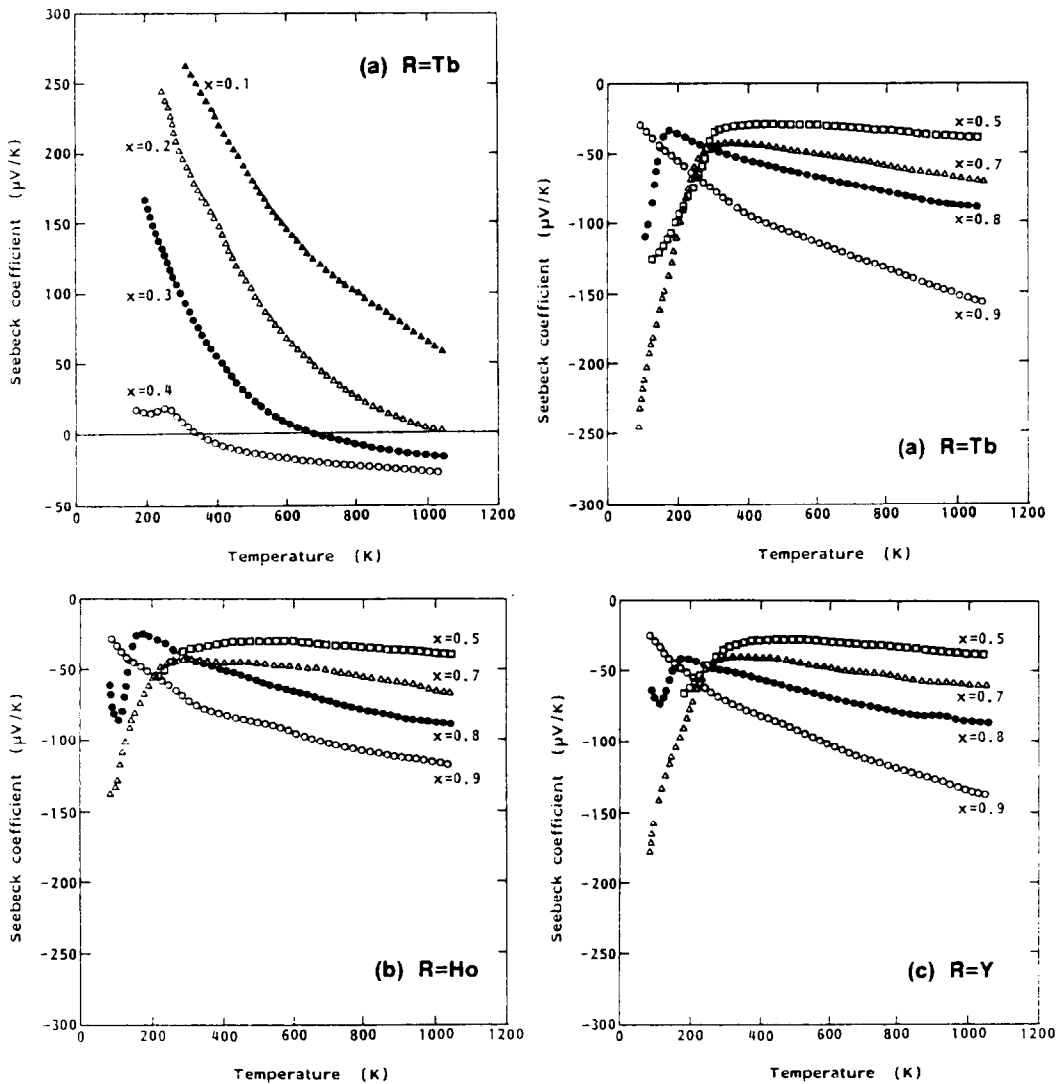 300
250
200
150
100
50
0
-50
Seebeck coefficient (μV/K)
(a) R=Tb
x=0.1
x=0.2
x=0.3
x=0.4
0 200 400 600 800 1000 1200
Temperature (K)
0
-50
-100
-150
-200
-250
-300
Seebeck coefficient (μV/K)
x=0.5
x=0.7
x=0.8
x=0.9
(a) R=Tb
0 200 400 600 800 1000 1200
Temperature (K)
0
-50
-100
-150
-200
-250
-300
Seebeck coefficient (μV/K)
x=0.5
x=0.7
x=0.8
x=0.9
(b) R=Ho
0 200 400 600 800 1000 1200
Temperature (K)
0
-50
-100
-150
-200
-250
-300
Seebeck coefficient (μV/K)
x=0.5
x=0.7
x=0.8
x=0.9
(c) R=Y
0 200 400 600 800 1000 1200
Temperature (K)